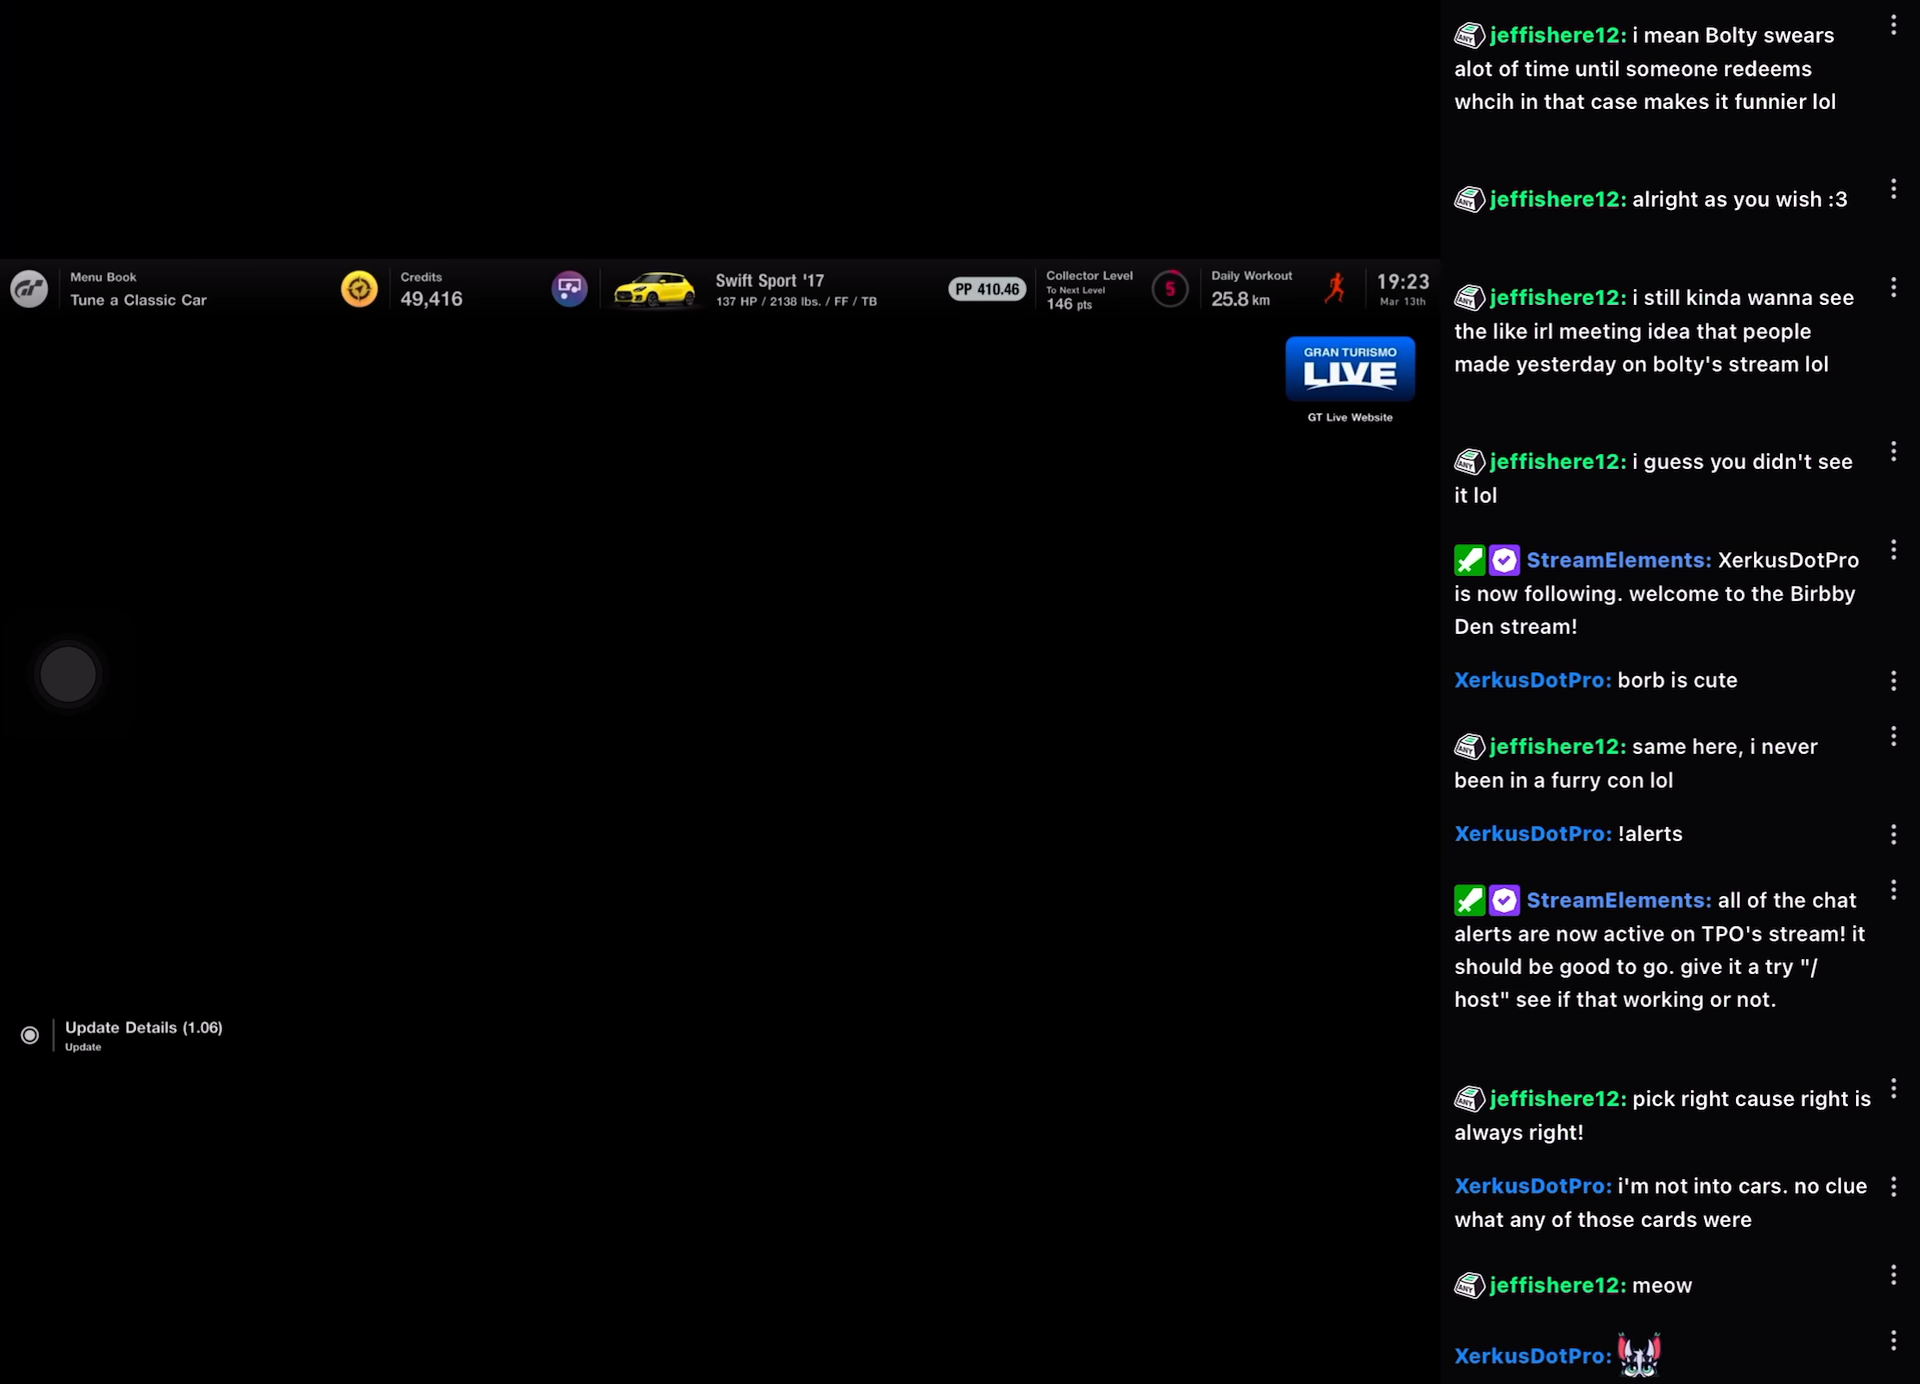 Menu Book
Tune a Classic Car
Credits
49,416
Swift Sport '17
137 HP / 2138 lbs. / FF / TB
PP 410.46
Collector Level
To Next Level
146 pts
5
Daily Workout
25.8 km
19:23
Mar 13th
GRAN TURISMO
LIVE
GT Live Website
Update Details (1.06)
Update
jeffishere12: i mean Bolty swears
alot of time until someone redeems
whcih in that case makes it funnier lol
jeffishere12: alright as you wish :3
jeffishere12: i still kinda wanna see
the like irl meeting idea that people
made yesterday on bolty's stream lol
jeffishere12: i guess you didn't see
it lol
StreamElements: XerkusDotPro
is now following. welcome to the Birbby
Den stream!
XerkusDotPro: borb is cute
jeffishere12: same here, i never
been in a furry con lol
XerkusDotPro: !alerts
StreamElements: all of the chat
alerts are now active on TPO's stream! it
should be good to go. give it a try "/
host" see if that working or not.
jeffishere12: pick right cause right is
always right!
XerkusDotPro: i'm not into cars. no clue
what any of those cards were
jeffishere12: meow
XerkusDotPro: